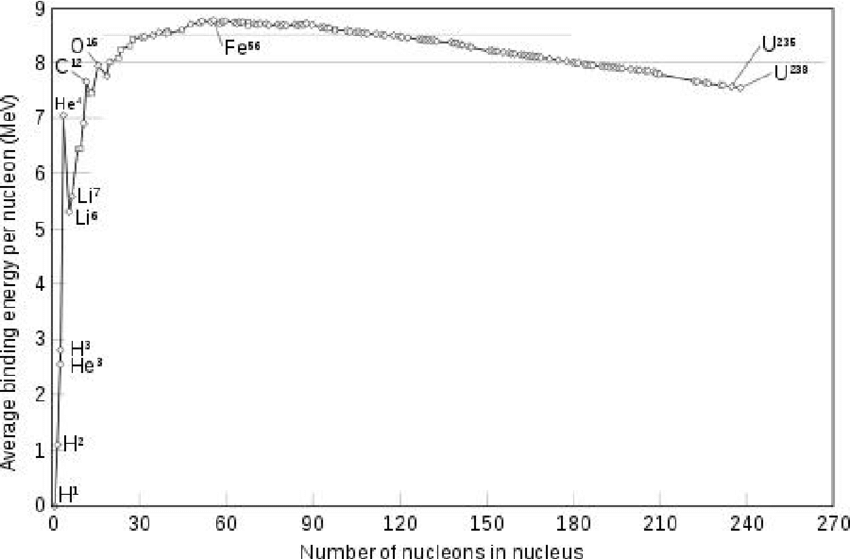 Average binding energy per nucleon (MeV)
9
8
7
6
5
4
3
2
1
0
O¹⁶
C¹²
He⁴
Li⁷
Li⁶
H³
He³
H²
H¹
Fe⁵⁶
U²³⁵
U²³⁸
0 30 60 90 120 150 180 210 240 270
Number of nucleons in nucleus